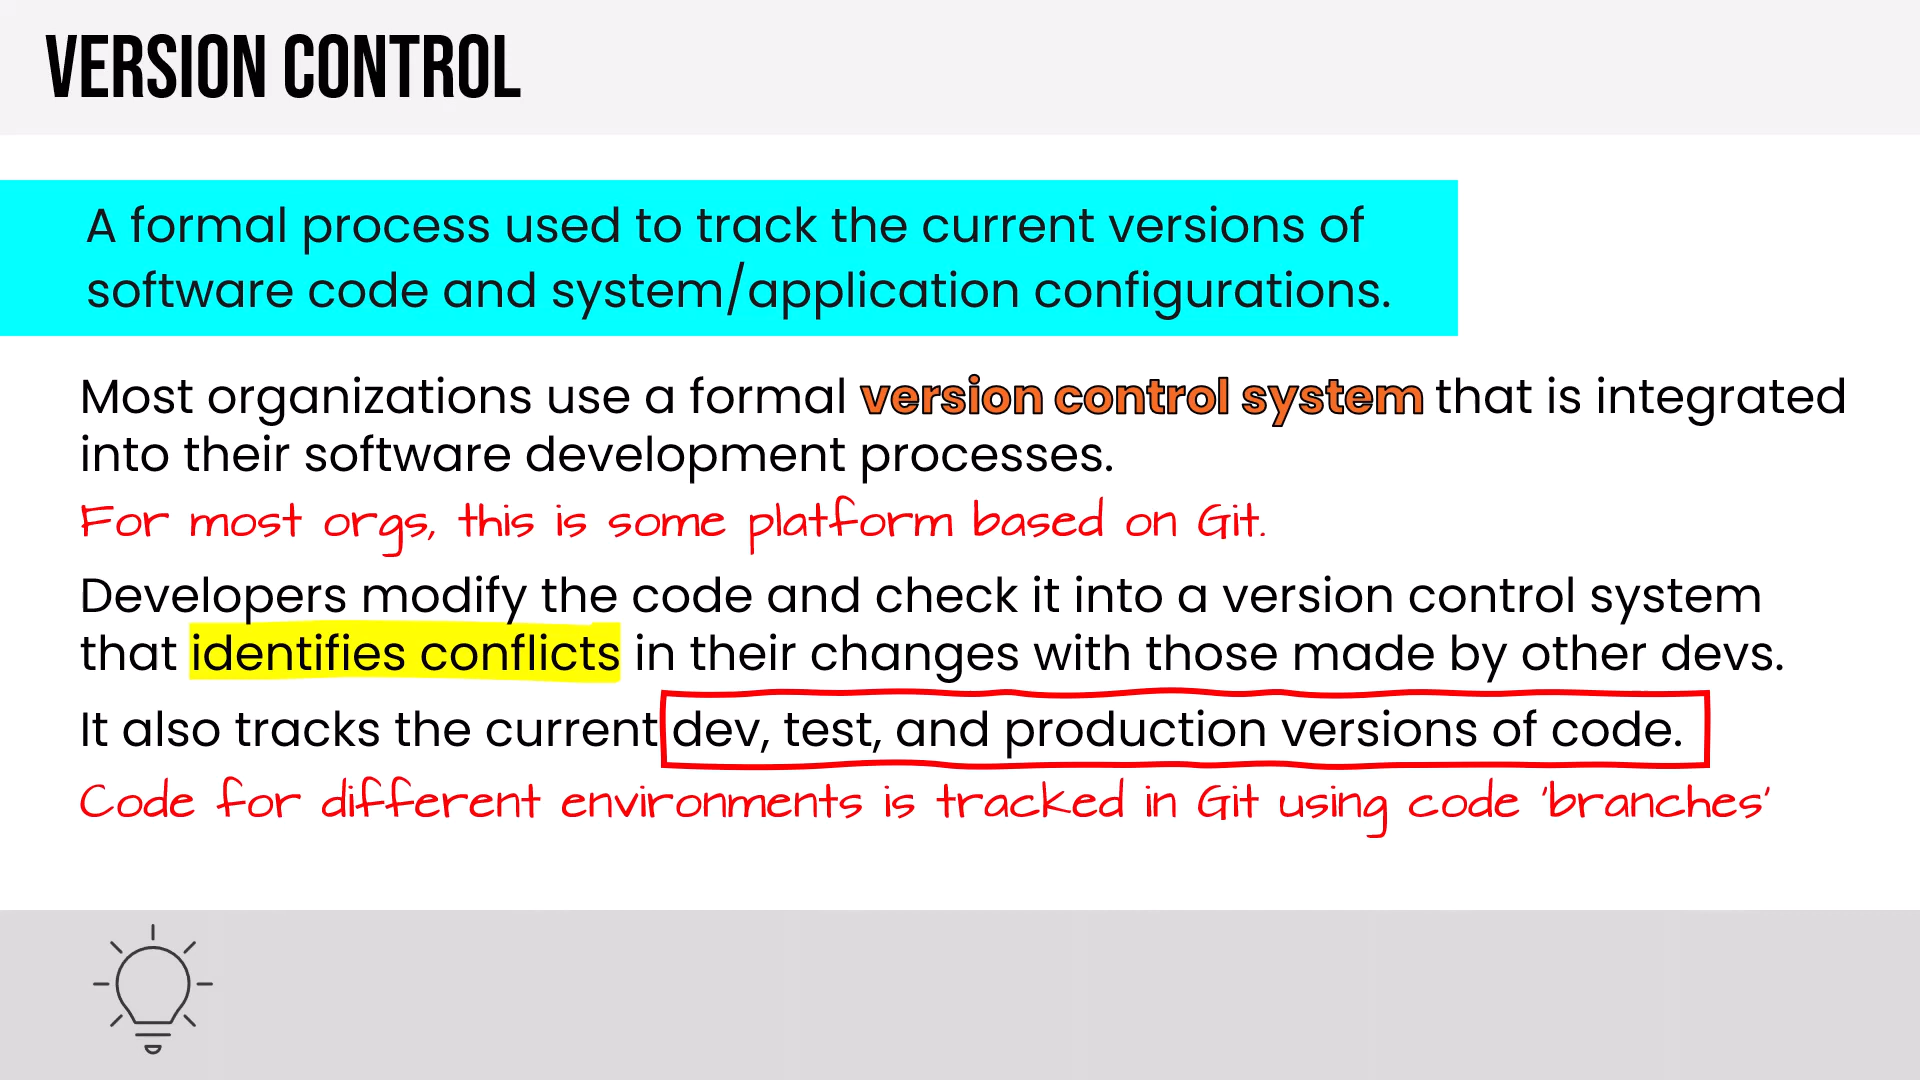 VERSION CONTROL
A formal process used to track the current versions of
software code and system/application configurations.
Most organizations use a formal version control system that is integrated
into their software development processes.
For most orgs, this is some platform based on Git.
Developers modify the code and check it into a version control system
that identifies conflicts in their changes with those made by other devs.
It also tracks the current dev, test, and production versions of code.
Code for different environments is tracked in Git using code 'branches'